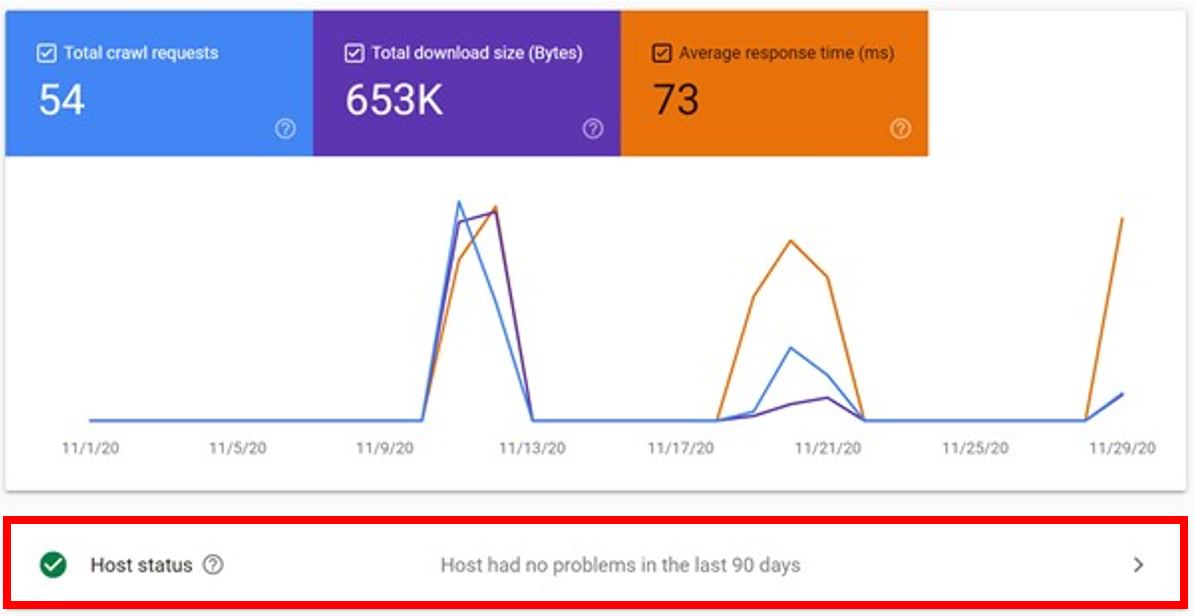 Total crawl requests
54
Total download size (Bytes)
653K
Average response time (ms)
73
11/1/20 11/5/20 11/9/20 11/13/20 11/17/20 11/21/20 11/25/20 11/29/20
Host status Host had no problems in the last 90 days